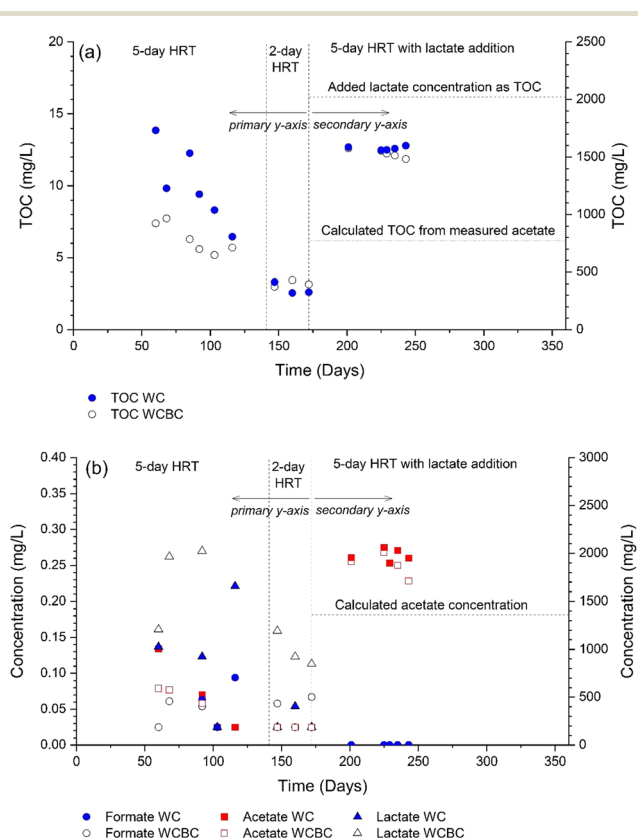 (a)
5-day HRT
2-day HRT
5-day HRT with lactate addition
Added lactate concentration as TOC
primary y-axis
secondary y-axis
Calculated TOC from measured acetate
TOC (mg/L)
20
15
10
5
0
TOC (mg/L)
2500
2000
1500
1000
500
0
0 50 100 150 200 250 300 350
Time (Days)
TOC WC
TOC WCBC
(b)
5-day HRT
2-day HRT
5-day HRT with lactate addition
primary y-axis
secondary y-axis
Calculated acetate concentration
Concentration (mg/L)
0.40
0.35
0.30
0.25
0.20
0.15
0.10
0.05
0.00
Concentration (mg/L)
3000
2500
2000
1500
1000
500
0
0 50 100 150 200 250 300 350
Time (Days)
Formate WC Acetate WC Lactate WC
Formate WCBC Acetate WCBC Lactate WCBC